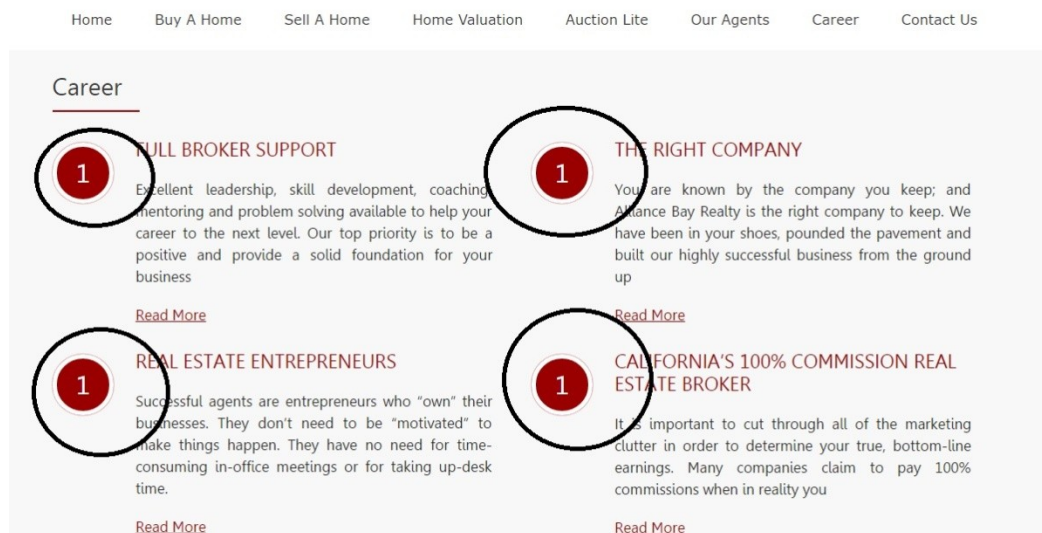 Home Buy A Home Sell A Home Home Valuation Auction Lite Our Agents Career Contact Us
Career
1
FULL BROKER SUPPORT
Excellent leadership, skill development, coaching,
mentoring and problem solving available to help your
career to the next level. Our top priority is to be a
positive and provide a solid foundation for your
business
Read More
1
THE RIGHT COMPANY
You are known by the company you keep; and
Alliance Bay Realty is the right company to keep. We
have been in your shoes, pounded the pavement and
built our highly successful business from the ground
up
Read More
1
REAL ESTATE ENTREPRENEURS
Successful agents are entrepreneurs who “own” their
businesses. They don’t need to be “motivated” to
make things happen. They have no need for time-
consuming in-office meetings or for taking up-desk
time.
Read More
1
CALIFORNIA’S 100% COMMISSION REAL
ESTATE BROKER
It is important to cut through all of the marketing
clutter in order to determine your true, bottom-line
earnings. Many companies claim to pay 100%
commissions when in reality you
Read More